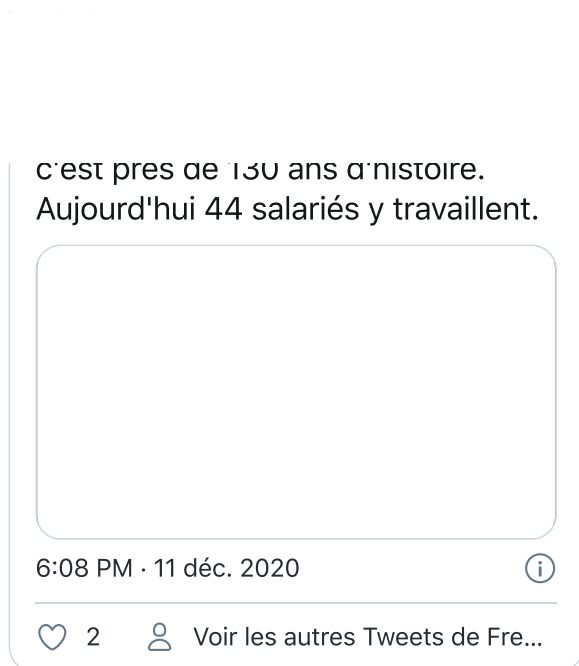 c'est près de 130 ans d'histoire.
Aujourd'hui 44 salariés y travaillent.
6:08 PM · 11 déc. 2020
2
Voir les autres Tweets de Fre...